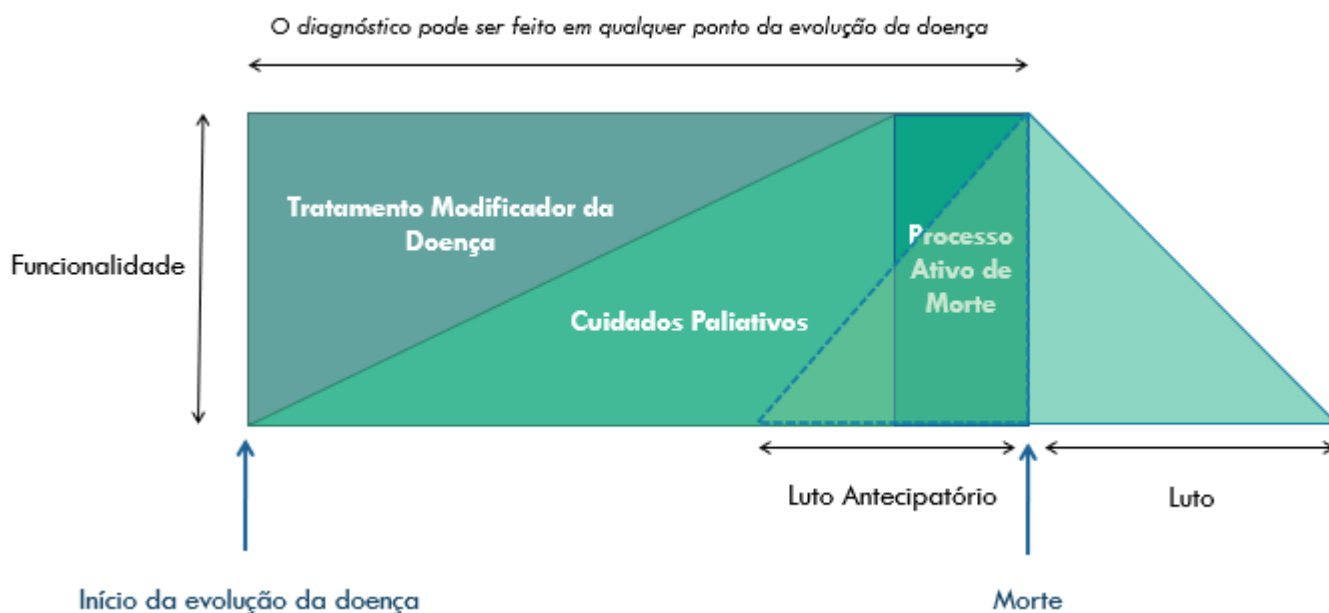 O diagnóstico pode ser feito em qualquer ponto da evolução da doença
Tratamento Modificador da
Doença
Funcionalidade
Processo
Ativo de
Morte
Cuidados Paliativos
Luto Antecipatório
Luto
Início da evolução da doença
Morte